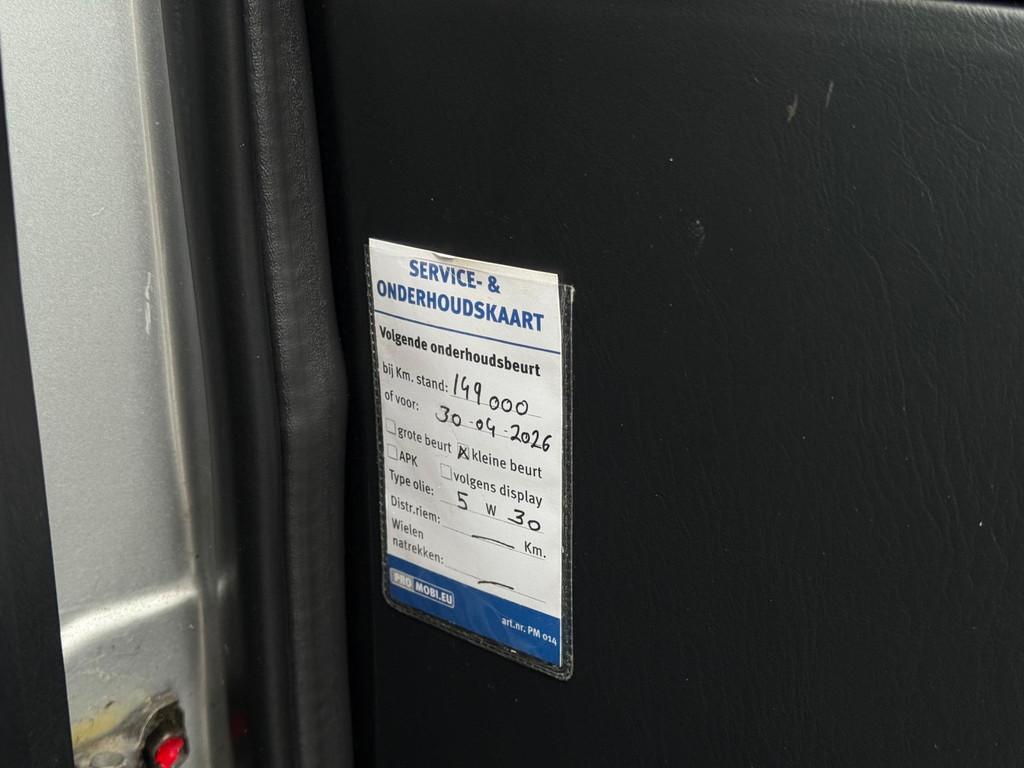 SERVICE- &
ONDERHOUDSKAART
Volgende onderhoudsbeurt
bij Km. stand: 149 000
of voor: 30-04-2026
grote beurt kleine beurt
APK volgens display
Type olie: 5 W 30
Distr.riem: Km.
Wielen
natrekken:
PRO MOBI.EU
art.nr. PM 014